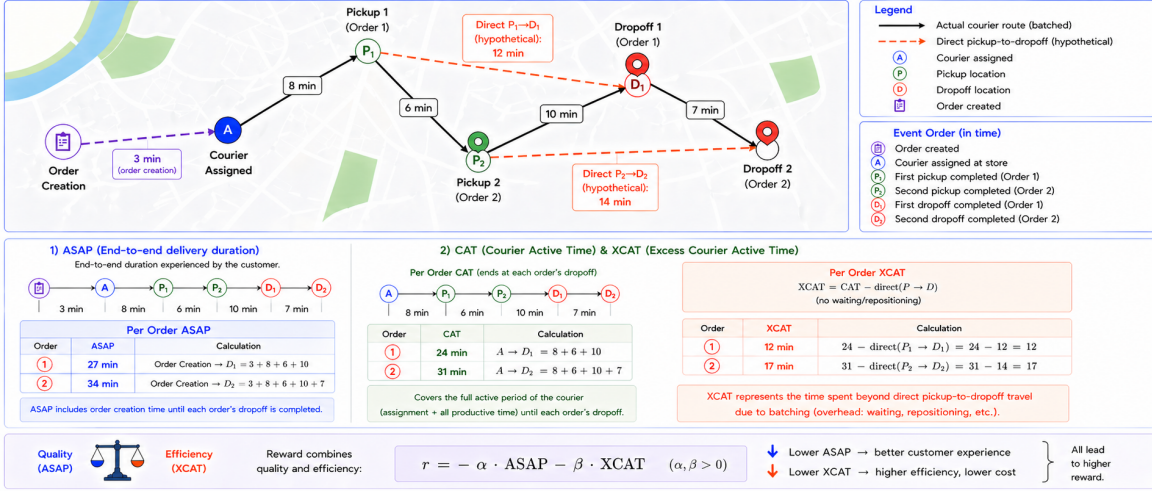 Pickup 1
(Order 1)
P₁
Direct P₁→D₁
(hypothetical):
12 min
Dropoff 1
(Order 1)
D₁
8 min
6 min
10 min
7 min
A
Courier
Assigned
3 min
(order creation)
Order
Creation
P₂
Pickup 2
(Order 2)
Direct P₂→D₂
(hypothetical):
14 min
Dropoff 2
(Order 2)
Legend
Actual courier route (batched)
Direct pickup-to-dropoff (hypothetical)
A Courier assigned
P Pickup location
D Dropoff location
Order created
Event Order (in time)
Order created
A Courier assigned at store
P₁ First pickup completed (Order 1)
P₂ Second pickup completed (Order 2)
D₁ First dropoff completed (Order 1)
D₂ Second dropoff completed (Order 2)
1) ASAP (End-to-end delivery duration)
End-to-end duration experienced by the customer.
A P₁ P₂ D₁ D₂
3 min 8 min 6 min 10 min 7 min
Per Order ASAP
Order ASAP Calculation
1 27 min Order Creation → D₁ = 3 + 8 + 6 + 10
2 34 min Order Creation → D₂ = 3 + 8 + 6 + 10 + 7
ASAP includes order creation time until each order's dropoff is completed.
2) CAT (Courier Active Time) & XCAT (Excess Courier Active Time)
Per Order CAT (ends at each order's dropoff)
A P₁ P₂ D₁ D₂
8 min 6 min 10 min 7 min
Order CAT Calculation
1 24 min A → D₁ = 8 + 6 + 10
2 31 min A → D₂ = 8 + 6 + 10 + 7
Covers the full active period of the courier
(assignment + all productive time) until each order's dropoff.
Per Order XCAT
XCAT = CAT − direct(P → D)
(no waiting/repositioning)
Order XCAT Calculation
1 12 min 24 − direct(P₁ → D₁) = 24 − 12 = 12
2 17 min 31 − direct(P₂ → D₂) = 31 − 14 = 17
XCAT represents the time spent beyond direct pickup-to-dropoff travel
due to batching (overhead: waiting, repositioning, etc.).
Quality
(ASAP)
Efficiency
(XCAT)
Reward combines
quality and efficiency:
r = − α · ASAP − β · XCAT (α, β > 0)
↓ Lower ASAP → better customer experience
↓ Lower XCAT → higher efficiency, lower cost
All lead
to higher
reward.